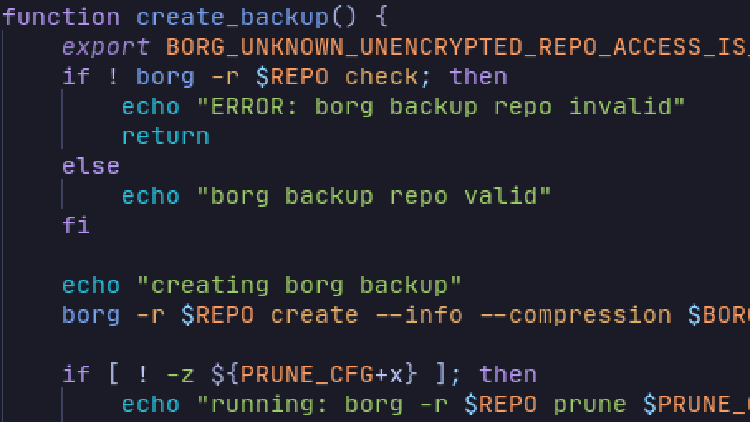 function create_backup() {
export BORG_UNKNOWN_UNENCRYPTED_REPO_ACCESS_IS_
if ! borg -r $REPO check; then
echo "ERROR: borg backup repo invalid"
return
else
echo "borg backup repo valid"
fi
echo "creating borg backup"
borg -r $REPO create --info --compression $BORG
if [ ! -z ${PRUNE_CFG+x} ]; then
echo "running: borg -r $REPO prune $PRUNE_C